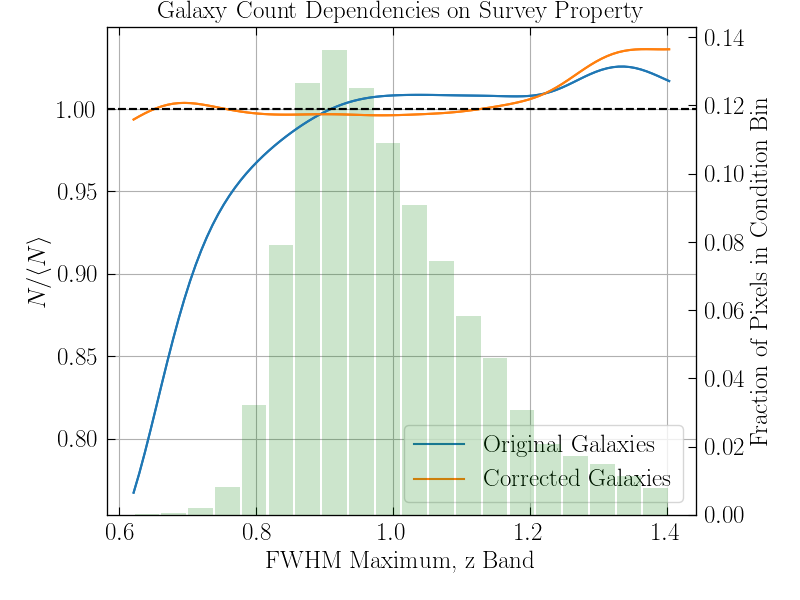 Galaxy Count Dependencies on Survey Property
N/⟨N⟩
1.00
0.95
0.90
0.85
0.80
0.14
0.12
0.10
0.08
0.06
0.04
0.02
0.00
Fraction of Pixels in Condition Bin
Original Galaxies
Corrected Galaxies
0.6 0.8 1.0 1.2 1.4
FWHM Maximum, z Band